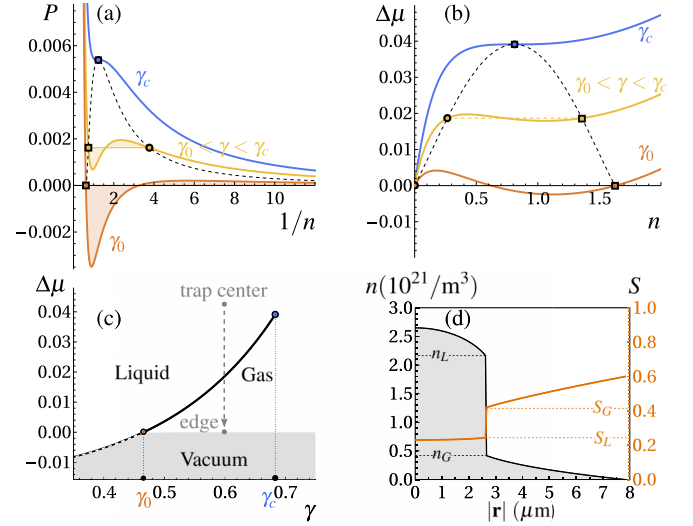 P
(a)
0.006
0.004
0.002
0.000
−0.002
2 4 6 8 10
1/n
γc
γ0 < γ < γc
γ0
Δμ
(b)
0.04
0.03
0.02
0.01
0.00
−0.01
0.5 1.0 1.5
n
γc
γ0 < γ < γc
γ0
Δμ
(c)
0.04
0.03
0.02
0.01
0.00
−0.01
trap center
Liquid
Gas
edge
Vacuum
0.4 0.5 0.6 0.7
γ0
γc
γ
n(10^21/m^3)
S
(d)
3.0
2.5
2.0
1.5
1.0
0.5
0.0
nL
nG
SG
SL
1.0
0.8
0.6
0.4
0.2
0.0
0 1 2 3 4 5 6 7 8
|r| (μm)